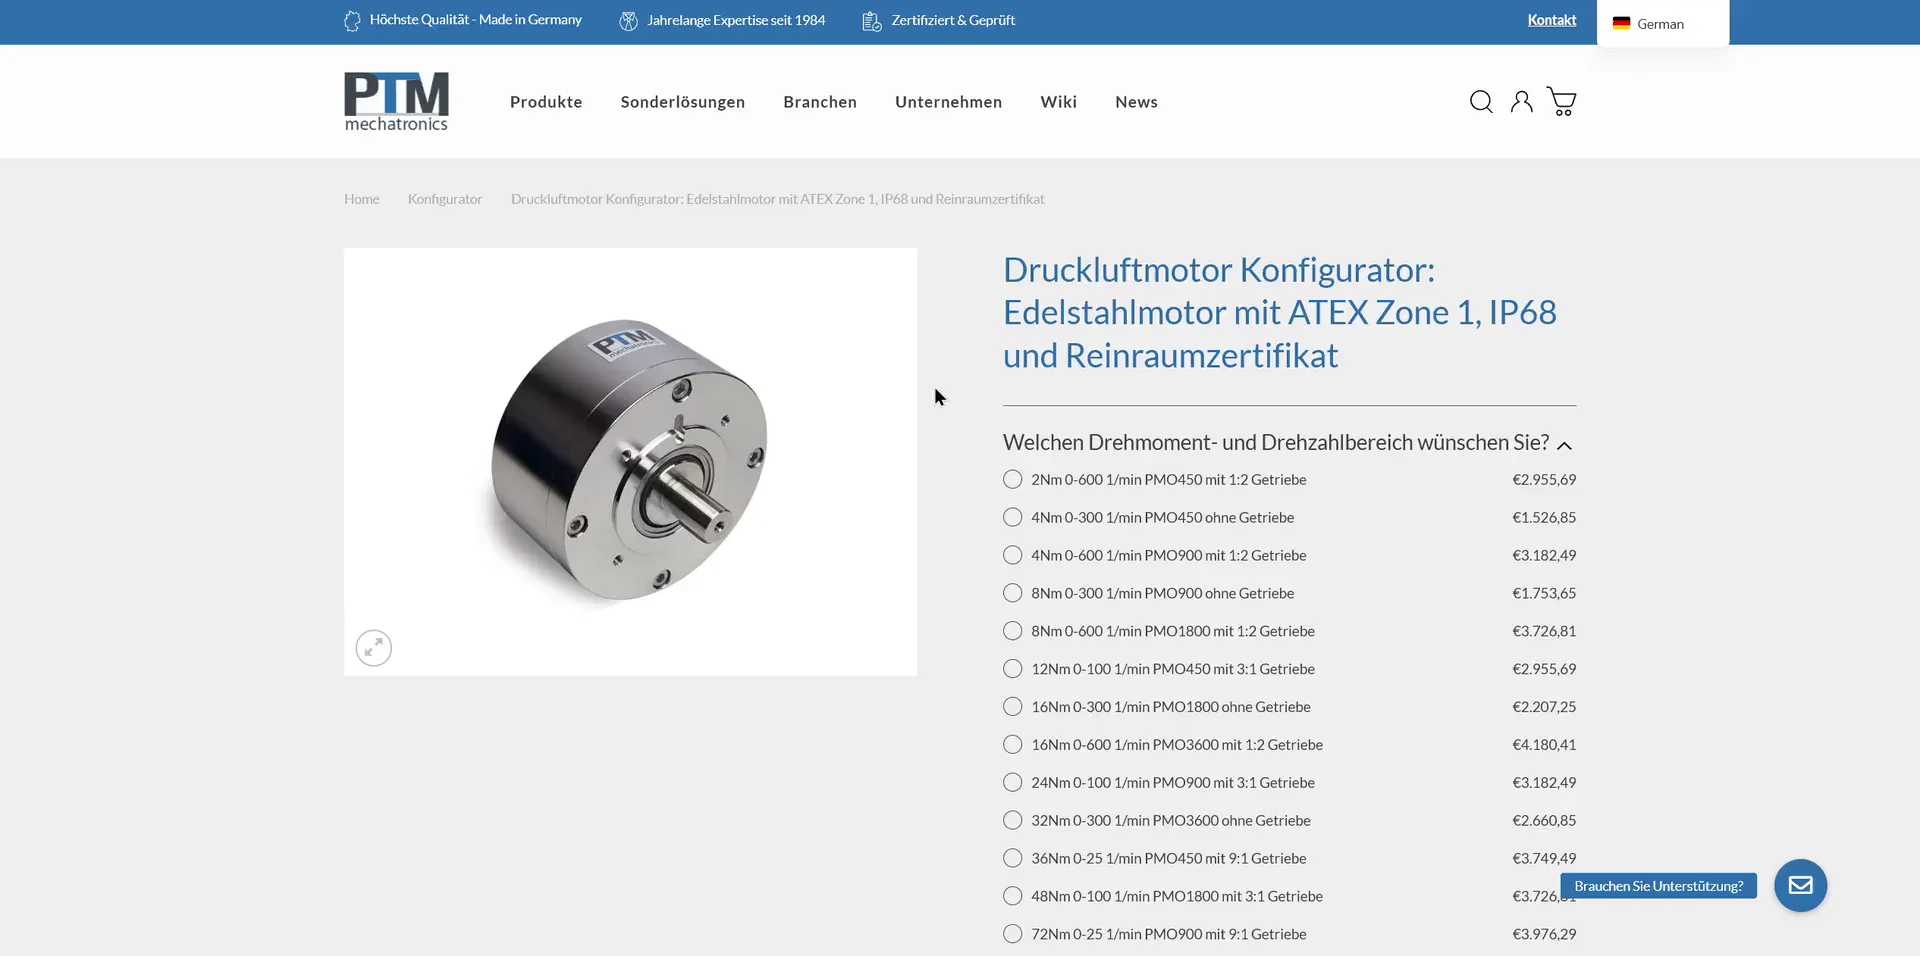 Höchste Qualität - Made in Germany
Jahrelange Expertise seit 1984
Zertifiziert & Geprüft
Kontakt
German
PTM
mechatronics
Produkte
Sonderlösungen
Branchen
Unternehmen
Wiki
News
Home
Konfigurator
Druckluftmotor Konfigurator: Edelstahlmotor mit ATEX Zone 1, IP68 und Reinraumzertifikat
PTM
mechatronics
Druckluftmotor Konfigurator:
Edelstahlmotor mit ATEX Zone 1, IP68
und Reinraumzertifikat
Welchen Drehmoment- und Drehzahlbereich wünschen Sie?
2Nm 0-600 1/min PMO450 mit 1:2 Getriebe €2.955,69
4Nm 0-300 1/min PMO450 ohne Getriebe €1.526,85
4Nm 0-600 1/min PMO900 mit 1:2 Getriebe €3.182,49
8Nm 0-300 1/min PMO900 ohne Getriebe €1.753,65
8Nm 0-600 1/min PMO1800 mit 1:2 Getriebe €3.726,81
12Nm 0-100 1/min PMO450 mit 3:1 Getriebe €2.955,69
16Nm 0-300 1/min PMO1800 ohne Getriebe €2.207,25
16Nm 0-600 1/min PMO3600 mit 1:2 Getriebe €4.180,41
24Nm 0-100 1/min PMO900 mit 3:1 Getriebe €3.182,49
32Nm 0-300 1/min PMO3600 ohne Getriebe €2.660,85
36Nm 0-25 1/min PMO450 mit 9:1 Getriebe €3.749,49
Brauchen Sie Unterstützung?
48Nm 0-100 1/min PMO1800 mit 3:1 Getriebe €3.726,81
72Nm 0-25 1/min PMO900 mit 9:1 Getriebe €3.976,29